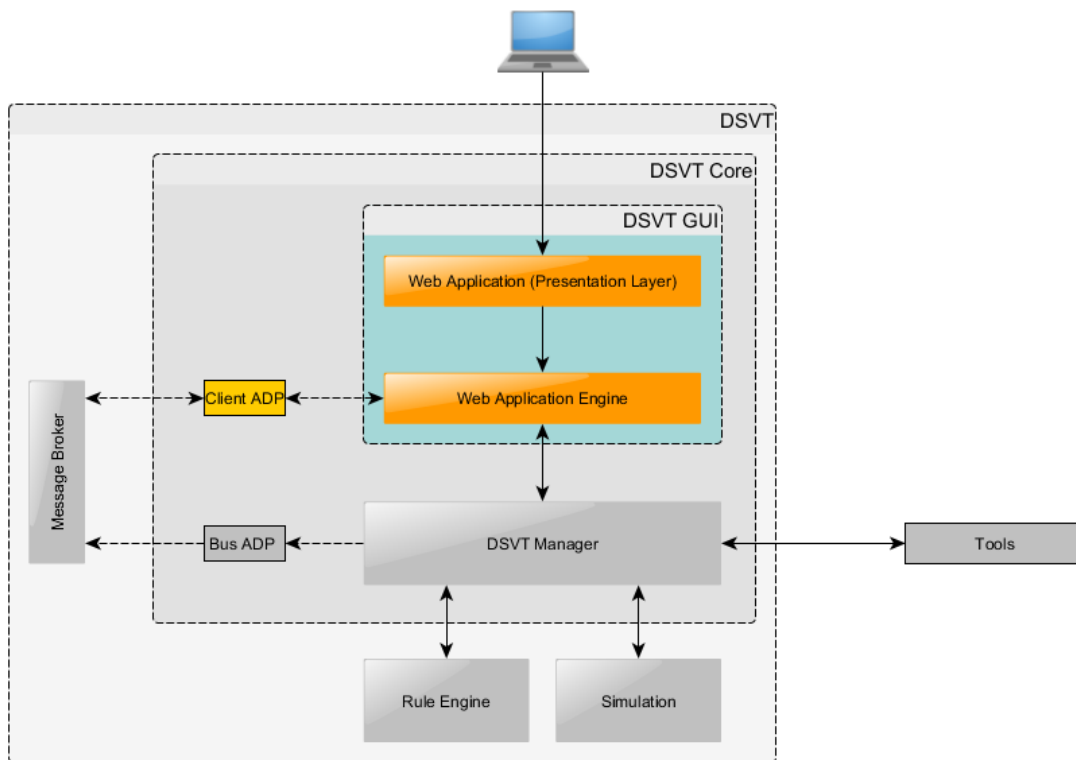 DSVT
DSVT Core
DSVT GUI
Web Application (Presentation Layer)
Web Application Engine
Client ADP
Message Broker
Bus ADP
DSVT Manager
Tools
Rule Engine
Simulation